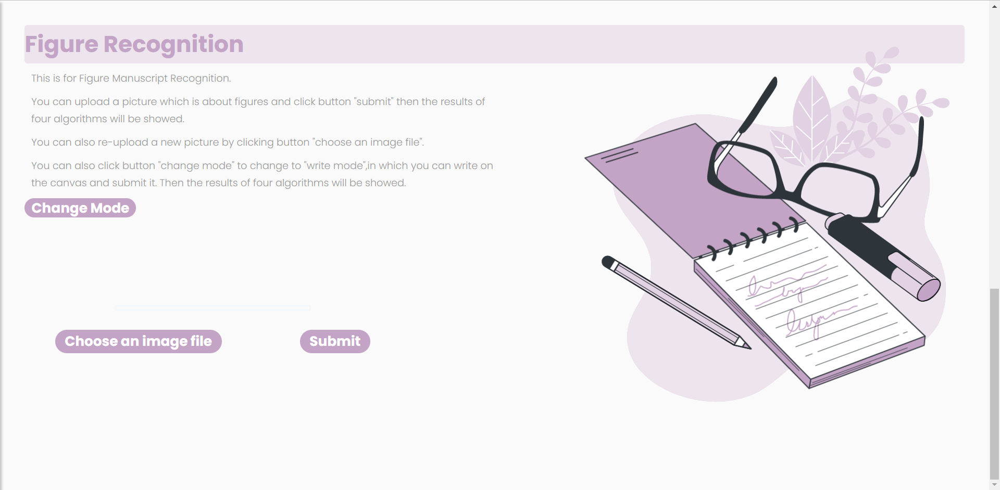 Figure Recognition
This is for Figure Manuscript Recognition.
You can upload a picture which is about figures and click button "submit" then the results of
four algorithms will be showed.
You can also re-upload a new picture by clicking button "choose an image file".
You can also click button "change mode" to change to "write mode",in which you can write on
the canvas and submit it. Then the results of four algorithms will be showed.
Change Mode
Choose an image file
Submit